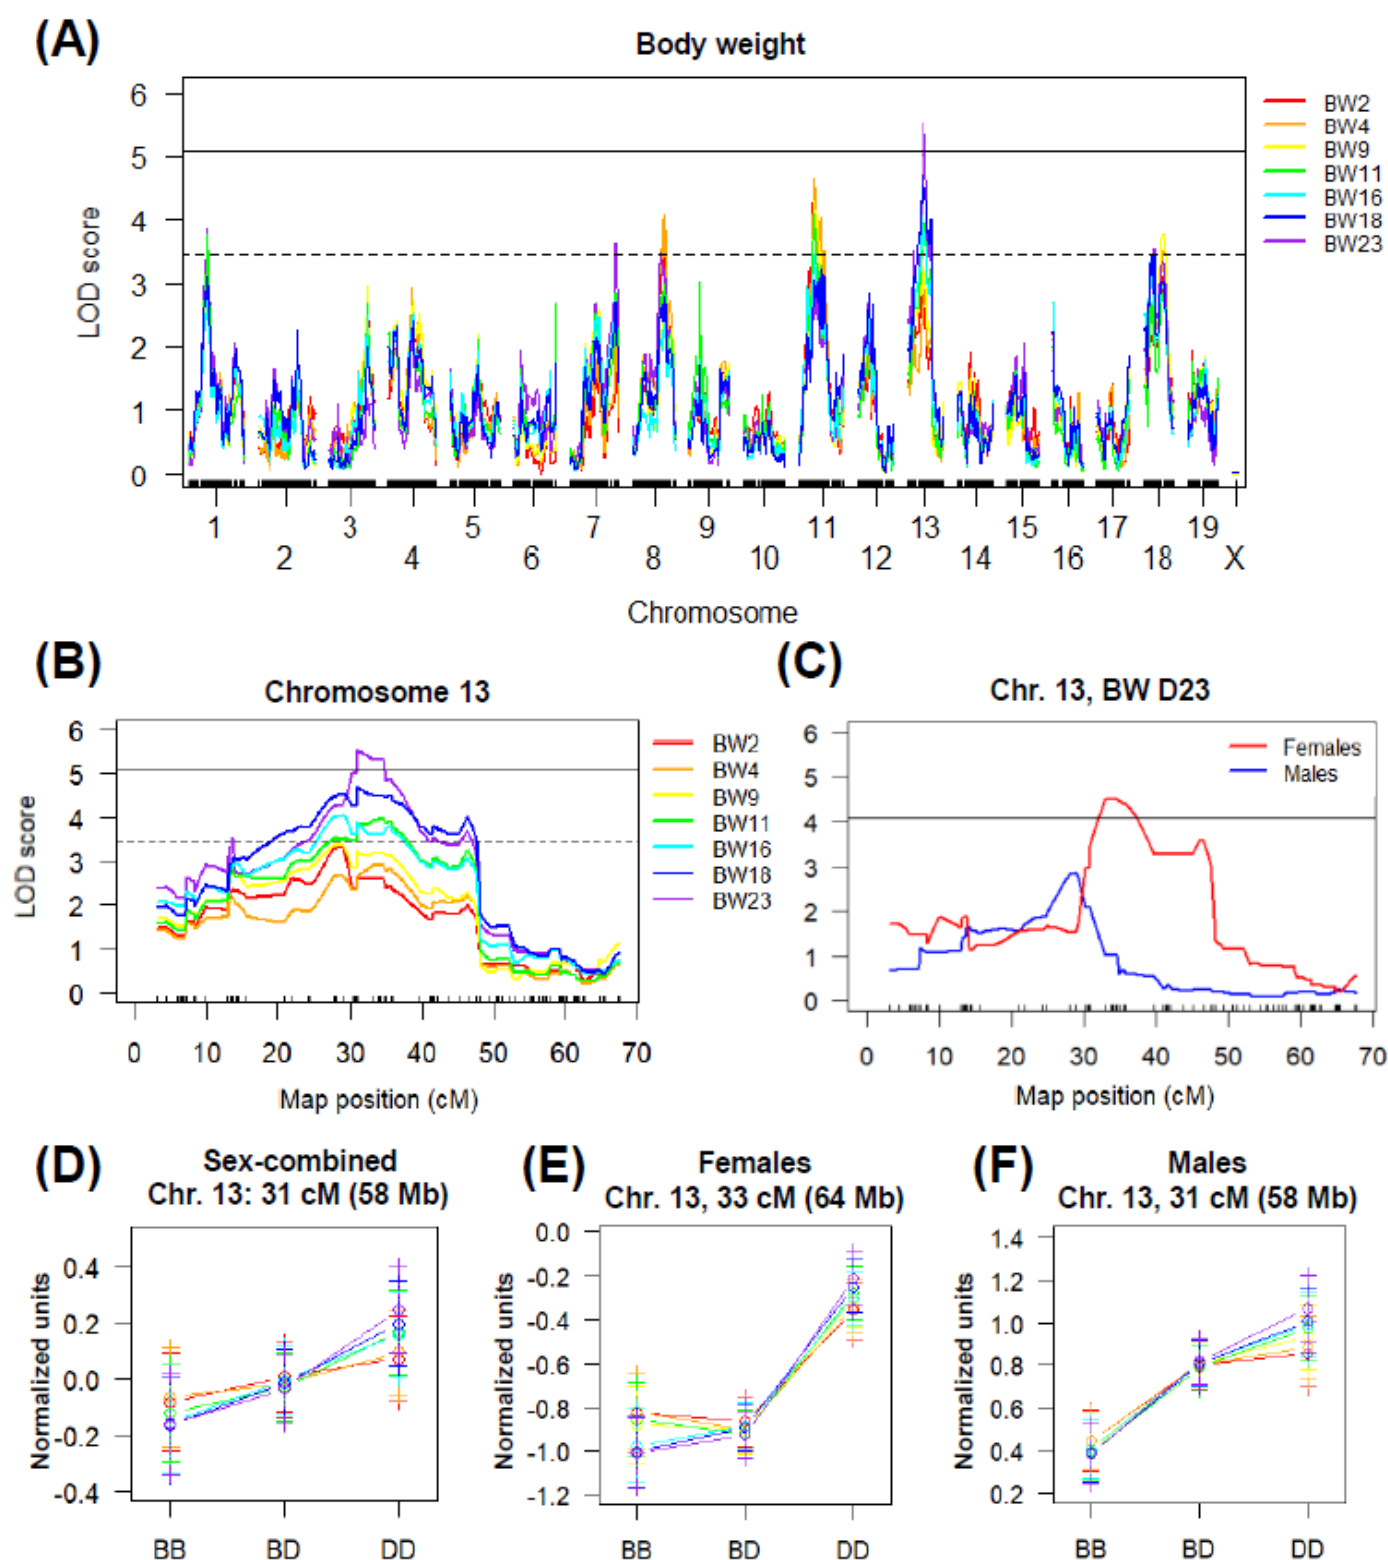 (A)
Body weight
LOD score
6
5
4
3
2
1
0
BW2
BW4
BW9
BW11
BW16
BW18
BW23
1 3 5 7 9 11 13 15 17 19
2 4 6 8 10 12 14 16 18 X
Chromosome
(B)
Chromosome 13
LOD score
6
5
4
3
2
1
0
0 10 20 30 40 50 60 70
Map position (cM)
BW2
BW4
BW9
BW11
BW16
BW18
BW23
(C)
Chr. 13, BW D23
6
5
4
3
2
1
0
Females
Males
0 10 20 30 40 50 60 70
Map position (cM)
(D)
Sex-combined
Chr. 13: 31 cM (58 Mb)
Normalized units
0.4
0.2
0.0
-0.2
-0.4
BB BD DD
(E)
Females
Chr. 13, 33 cM (64 Mb)
Normalized units
0.0
-0.2
-0.4
-0.6
-0.8
-1.0
-1.2
BB BD DD
(F)
Males
Chr. 13, 31 cM (58 Mb)
Normalized units
1.4
1.2
1.0
0.8
0.6
0.4
0.2
BB BD DD